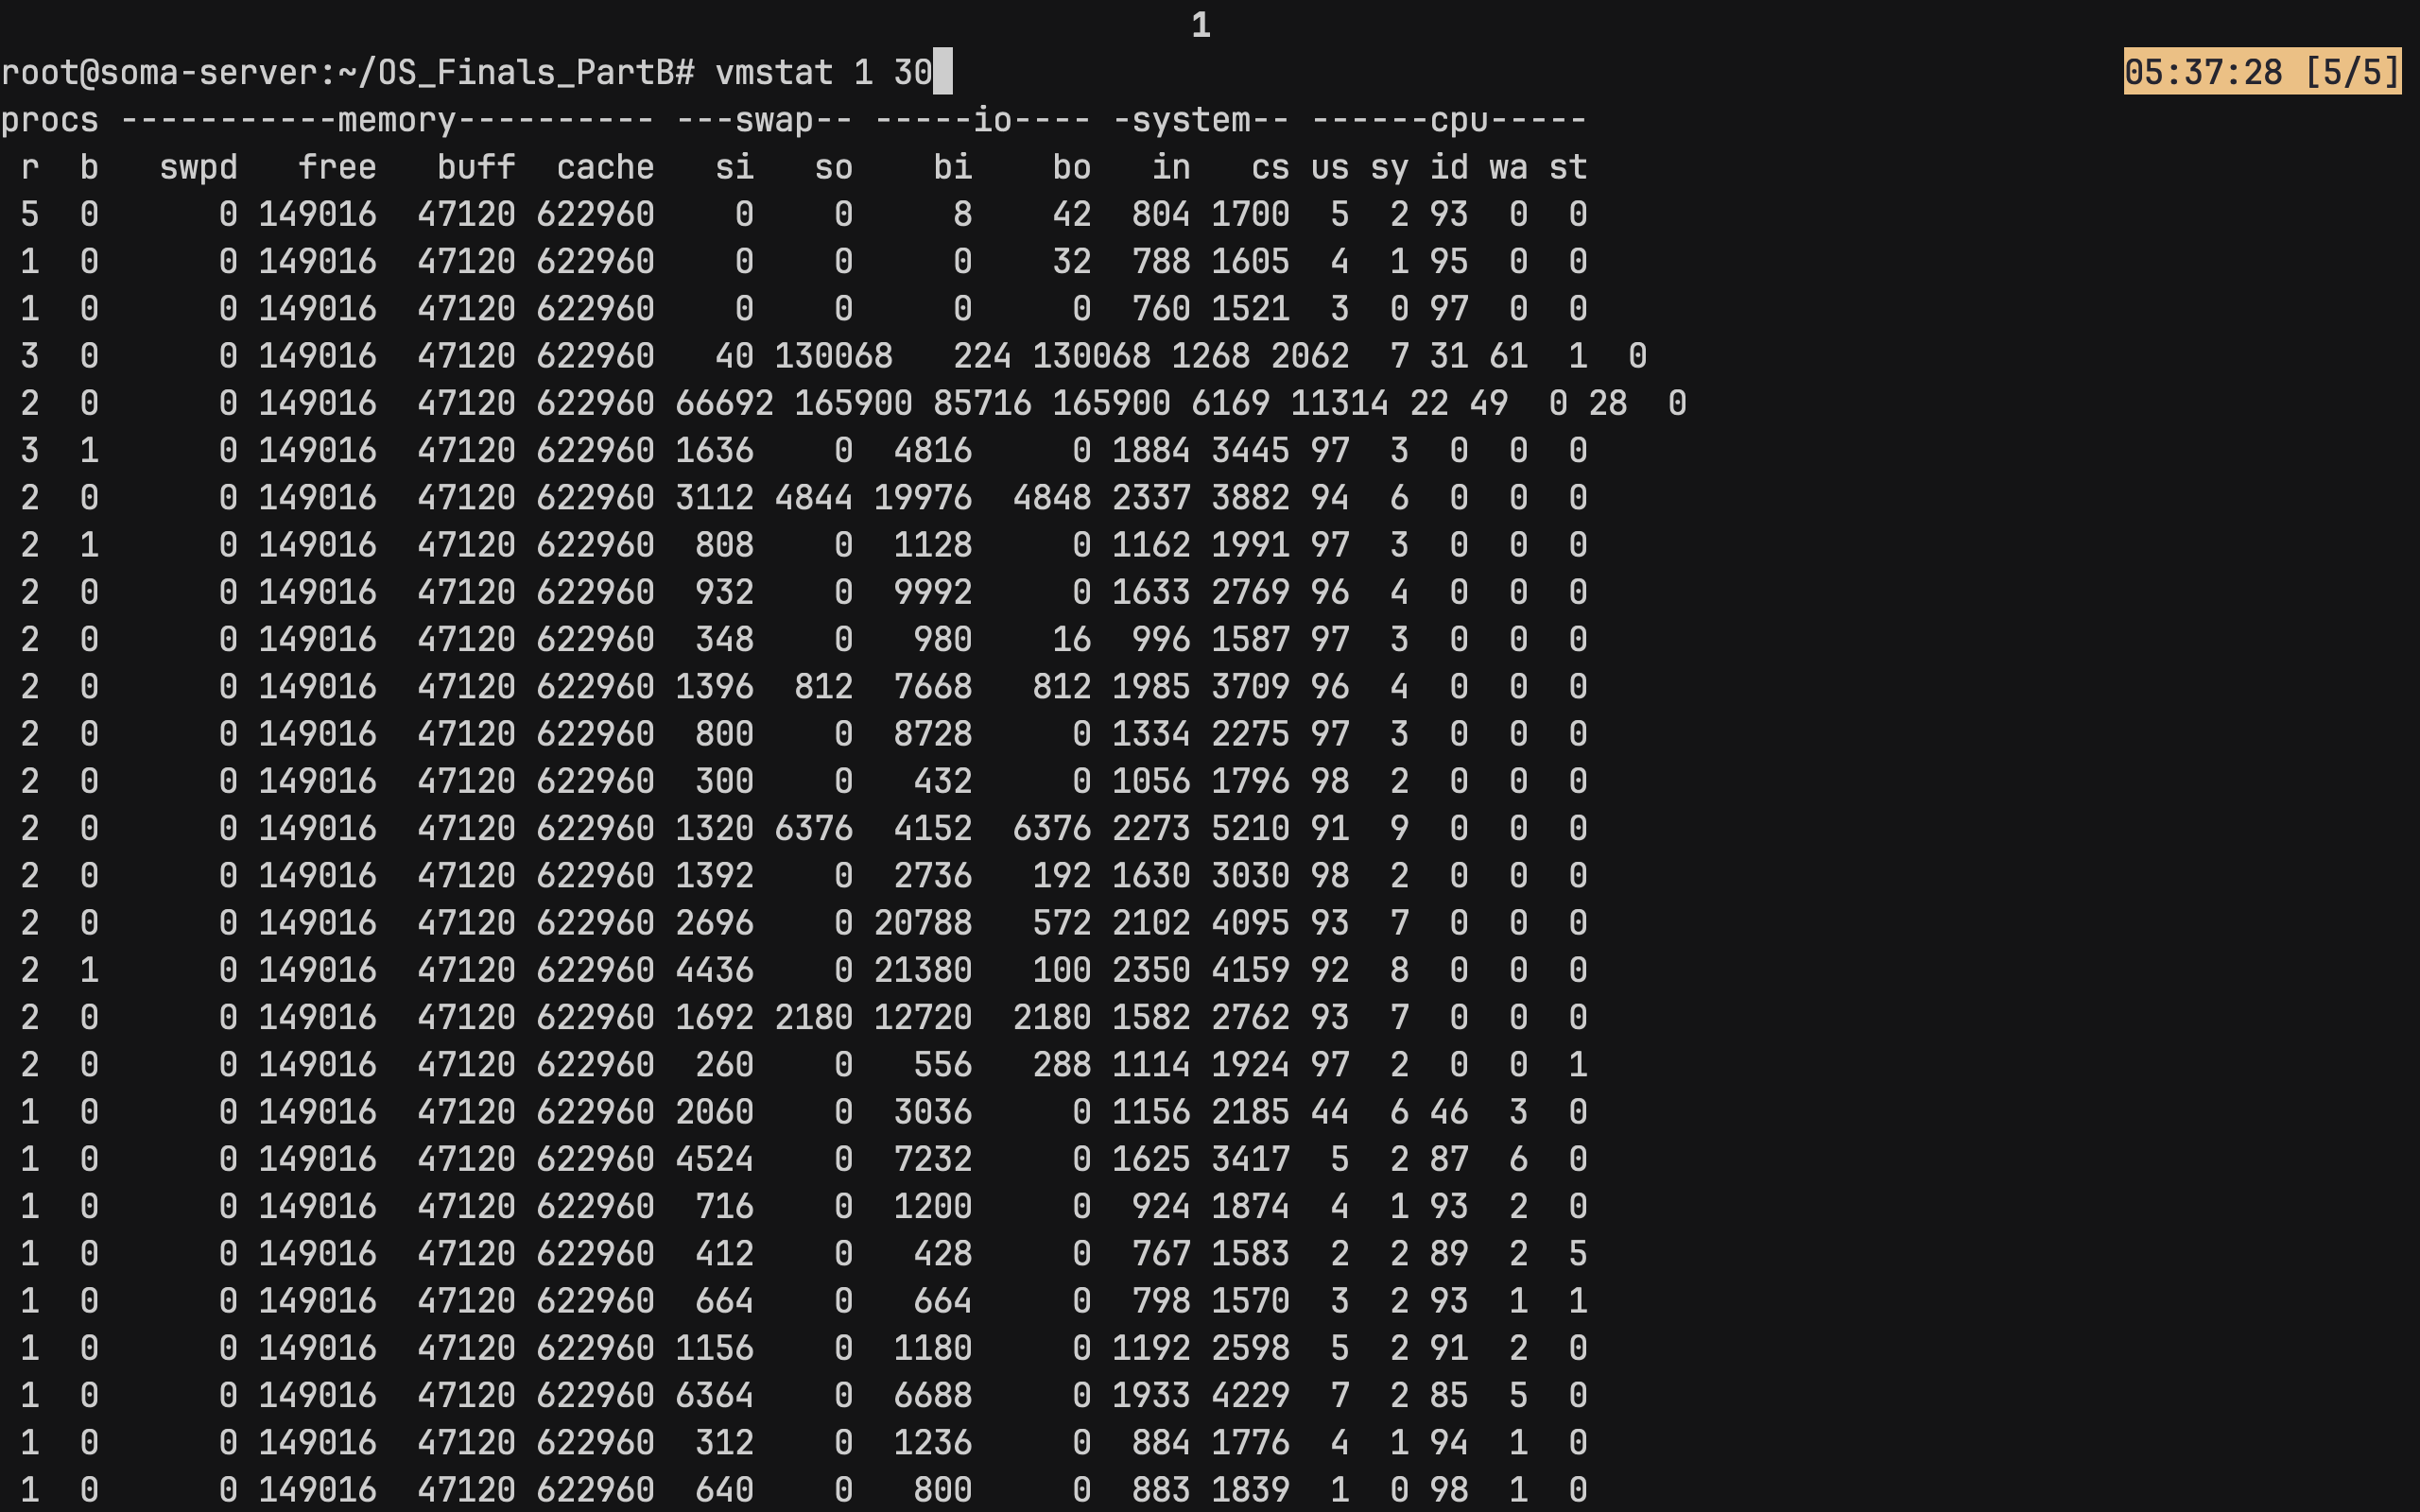 1
root@soma-server:~/OS_Finals_PartB# vmstat 1 30 05:37:28 [5/5]
procs -----------memory---------- ---swap-- -----io---- -system-- ------cpu-----
 r  b   swpd   free   buff  cache   si   so    bi    bo   in   cs us sy id wa st
 5  0      0 149016  47120 622960    0    0     8    42  804 1700  5  2 93  0  0
 1  0      0 149016  47120 622960    0    0     0    32  788 1605  4  1 95  0  0
 1  0      0 149016  47120 622960    0    0     0     0  760 1521  3  0 97  0  0
 3  0      0 149016  47120 622960   40 130068   224 130068 1268 2062  7 31 61  1  0
 2  0      0 149016  47120 622960 66692 165900 85716 165900 6169 11314 22 49  0 28  0
 3  1      0 149016  47120 622960 1636    0  4816     0 1884 3445 97  3  0  0  0
 2  0      0 149016  47120 622960 3112 4844 19976  4848 2337 3882 94  6  0  0  0
 2  1      0 149016  47120 622960  808    0  1128     0 1162 1991 97  3  0  0  0
 2  0      0 149016  47120 622960  932    0  9992     0 1633 2769 96  4  0  0  0
 2  0      0 149016  47120 622960  348    0   980    16  996 1587 97  3  0  0  0
 2  0      0 149016  47120 622960 1396  812  7668   812 1985 3709 96  4  0  0  0
 2  0      0 149016  47120 622960  800    0  8728     0 1334 2275 97  3  0  0  0
 2  0      0 149016  47120 622960  300    0   432     0 1056 1796 98  2  0  0  0
 2  0      0 149016  47120 622960 1320 6376  4152  6376 2273 5210 91  9  0  0  0
 2  0      0 149016  47120 622960 1392    0  2736   192 1630 3030 98  2  0  0  0
 2  0      0 149016  47120 622960 2696    0 20788   572 2102 4095 93  7  0  0  0
 2  1      0 149016  47120 622960 4436    0 21380   100 2350 4159 92  8  0  0  0
 2  0      0 149016  47120 622960 1692 2180 12720  2180 1582 2762 93  7  0  0  0
 2  0      0 149016  47120 622960  260    0   556   288 1114 1924 97  2  0  0  1
 1  0      0 149016  47120 622960 2060    0  3036     0 1156 2185 44  6 46  3  0
 1  0      0 149016  47120 622960 4524    0  7232     0 1625 3417  5  2 87  6  0
 1  0      0 149016  47120 622960  716    0  1200     0  924 1874  4  1 93  2  0
 1  0      0 149016  47120 622960  412    0   428     0  767 1583  2  2 89  2  5
 1  0      0 149016  47120 622960  664    0   664     0  798 1570  3  2 93  1  1
 1  0      0 149016  47120 622960 1156    0  1180     0 1192 2598  5  2 91  2  0
 1  0      0 149016  47120 622960 6364    0  6688     0 1933 4229  7  2 85  5  0
 1  0      0 149016  47120 622960  312    0  1236     0  884 1776  4  1 94  1  0
 1  0      0 149016  47120 622960  640    0   800     0  883 1839  1  0 98  1  0